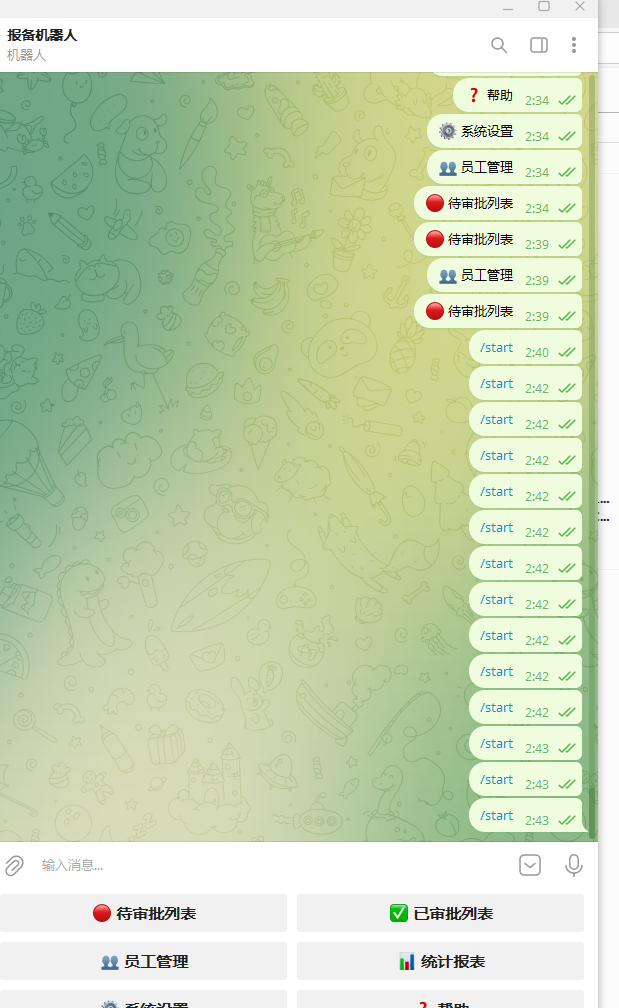 报备机器人
机器人
❓ 帮助 2:34
⚙️ 系统设置 2:34
👥 员工管理 2:34
🔴 待审批列表 2:34
🔴 待审批列表 2:39
👥 员工管理 2:39
🔴 待审批列表 2:39
/start 2:40
/start 2:42
/start 2:42
/start 2:42
/start 2:42
/start 2:42
/start 2:42
/start 2:42
/start 2:42
/start 2:42
/start 2:42
/start 2:43
/start 2:43
/start 2:43
输入消息...
🔴 待审批列表 ✅ 已审批列表
👥 员工管理 📊 统计报表
⚙️ 系统设置 ❓ 帮助